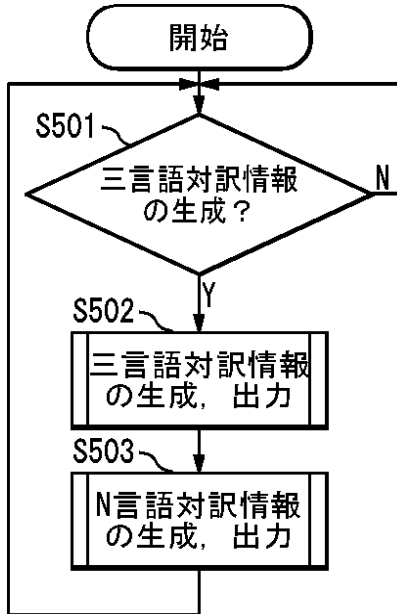 開始
S501
三言語対訳情報
の生成？
N
Y
S502
三言語対訳情報
の生成，出力
S503
N言語対訳情報
の生成，出力